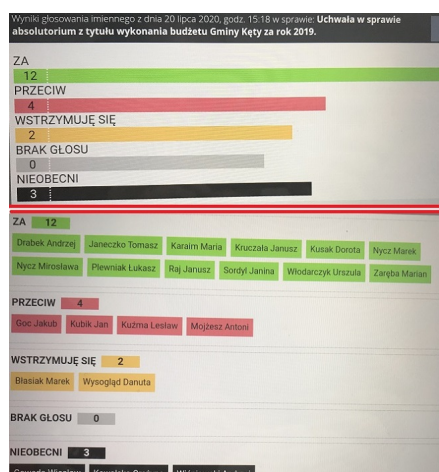 Wyniki głosowania imiennego z dnia 20 lipca 2020, godz. 15:18 w sprawie: Uchwała w sprawie
absolutorium z tytułu wykonania budżetu Gminy Kęty za rok 2019.
ZA
12
PRZECIW
4
WSTRZYMUJĘ SIĘ
2
BRAK GŁOSU
0
NIEOBECNI
3
ZA 12
Drabek Andrzej Janeczko Tomasz Karaim Maria Kruczała Janusz Kusak Dorota Nycz Marek
Nycz Mirosława Plewniak Łukasz Raj Janusz Sordyl Janina Włodarczyk Urszula Zaręba Marian
PRZECIW 4
Goc Jakub Kubik Jan Kuźma Lesław Mojżesz Antoni
WSTRZYMUJĘ SIĘ 2
Błasiak Marek Wysogląd Danuta
BRAK GŁOSU 0
NIEOBECNI 3